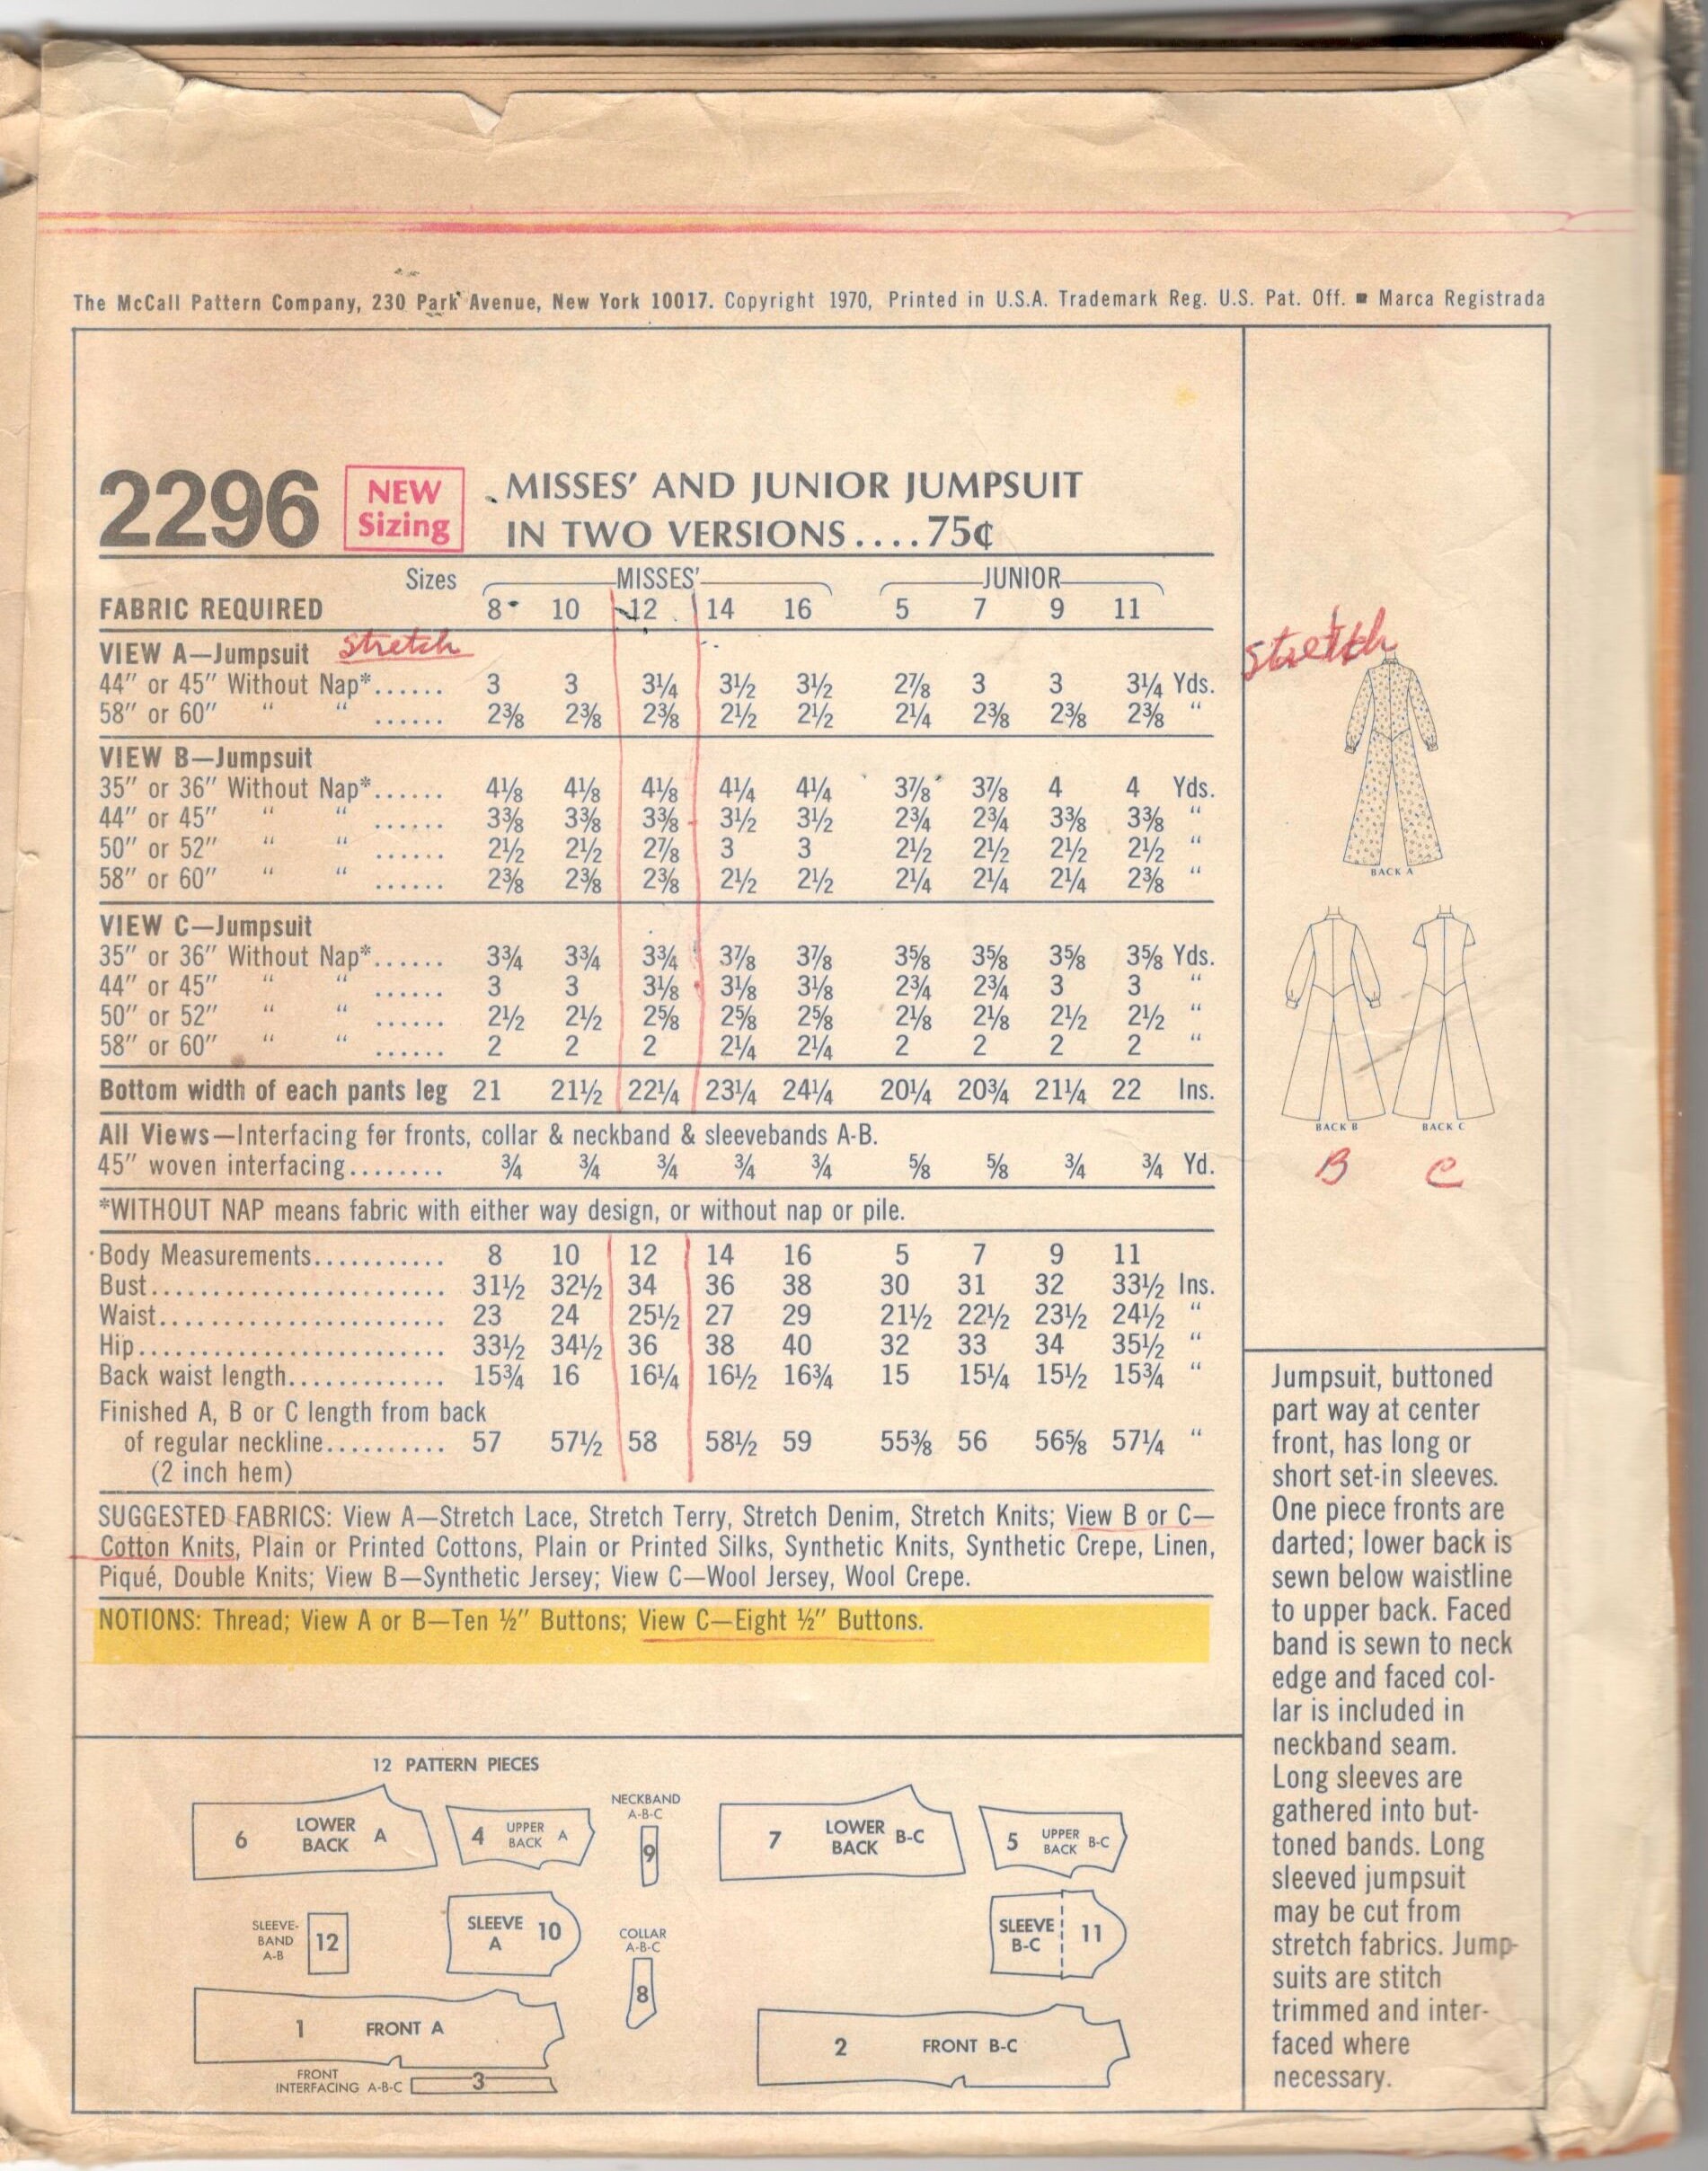 The McCall Pattern Company, 230 Park Avenue, New York 10017. Copyright 1970, Printed in U.S.A. Trademark Reg. U.S. Pat. Off. ■ Marca Registrada
2296
NEW
Sizing
MISSES' AND JUNIOR JUMPSUIT
IN TWO VERSIONS....75¢
Sizes MISSES' JUNIOR
FABRIC REQUIRED 8 10 12 14 16 5 7 9 11
VIEW A—Jumpsuit Stretch
44" or 45" Without Nap*...... 3 3 3¼ 3½ 3½ 2⅞ 3 3 3¼ Yds.
58" or 60" " " ...... 2⅜ 2⅜ 2⅜ 2½ 2½ 2¼ 2⅜ 2⅜ 2⅜ "
VIEW B—Jumpsuit
35" or 36" Without Nap*...... 4⅛ 4⅛ 4⅛ 4¼ 4¼ 3⅞ 3⅞ 4 4 Yds.
44" or 45" " " ...... 3⅜ 3⅜ 3⅜ 3½ 3½ 2¾ 2¾ 3⅜ 3⅜ "
50" or 52" " " ...... 2½ 2½ 2⅞ 3 3 2½ 2½ 2½ 2½ "
58" or 60" " " ...... 2⅜ 2⅜ 2⅜ 2½ 2½ 2¼ 2¼ 2¼ 2⅜ "
VIEW C—Jumpsuit
35" or 36" Without Nap*...... 3¾ 3¾ 3¾ 3⅞ 3⅞ 3⅝ 3⅝ 3⅝ 3⅝ Yds.
44" or 45" " " ...... 3 3 3⅛ 3⅛ 3⅛ 2¾ 2¾ 3 3 "
50" or 52" " " ...... 2½ 2½ 2⅝ 2⅝ 2⅝ 2⅛ 2⅛ 2½ 2½ "
58" or 60" " " ...... 2 2 2 2¼ 2¼ 2 2 2 2 "
Bottom width of each pants leg 21 21½ 22¼ 23¼ 24¼ 20¼ 20¾ 21¼ 22 Ins.
All Views—Interfacing for fronts, collar & neckband & sleevebands A-B.
45" woven interfacing........ ¾ ¾ ¾ ¾ ¾ ⅝ ⅝ ¾ ¾ Yd.
*WITHOUT NAP means fabric with either way design, or without nap or pile.
Body Measurements........... 8 10 12 14 16 5 7 9 11
Bust........................ 31½ 32½ 34 36 38 30 31 32 33½ Ins.
Waist....................... 23 24 25½ 27 29 21½ 22½ 23½ 24½ "
Hip......................... 33½ 34½ 36 38 40 32 33 34 35½ "
Back waist length............. 15¾ 16 16¼ 16½ 16¾ 15 15¼ 15½ 15¾ "
Finished A, B or C length from back
of regular neckline.......... 57 57½ 58 58½ 59 55⅜ 56 56⅝ 57¼ "
(2 inch hem)
SUGGESTED FABRICS: View A—Stretch Lace, Stretch Terry, Stretch Denim, Stretch Knits; View B or C—
Cotton Knits, Plain or Printed Cottons, Plain or Printed Silks, Synthetic Knits, Synthetic Crepe, Linen,
Piqué, Double Knits; View B—Synthetic Jersey; View C—Wool Jersey, Wool Crepe.
NOTIONS: Thread; View A or B—Ten ½" Buttons; View C—Eight ½" Buttons.
12 PATTERN PIECES
6 LOWER BACK A
4 UPPER BACK A
NECKBAND
A-B-C
9
7 LOWER BACK B-C
5 UPPER BACK B-C
SLEEVE-
BAND
A-B
12
SLEEVE
A
10
COLLAR
A-B-C
8
SLEEVE
B-C
11
1 FRONT A
FRONT
INTERFACING A-B-C
3
2 FRONT B-C
Stretch
BACK A
BACK B
BACK C
B C
Jumpsuit, buttoned
part way at center
front, has long or
short set-in sleeves.
One piece fronts are
darted; lower back is
sewn below waistline
to upper back. Faced
band is sewn to neck
edge and faced col-
lar is included in
neckband seam.
Long sleeves are
gathered into but-
toned bands. Long
sleeved jumpsuit
may be cut from
stretch fabrics. Jump-
suits are stitch
trimmed and inter-
faced where
necessary.